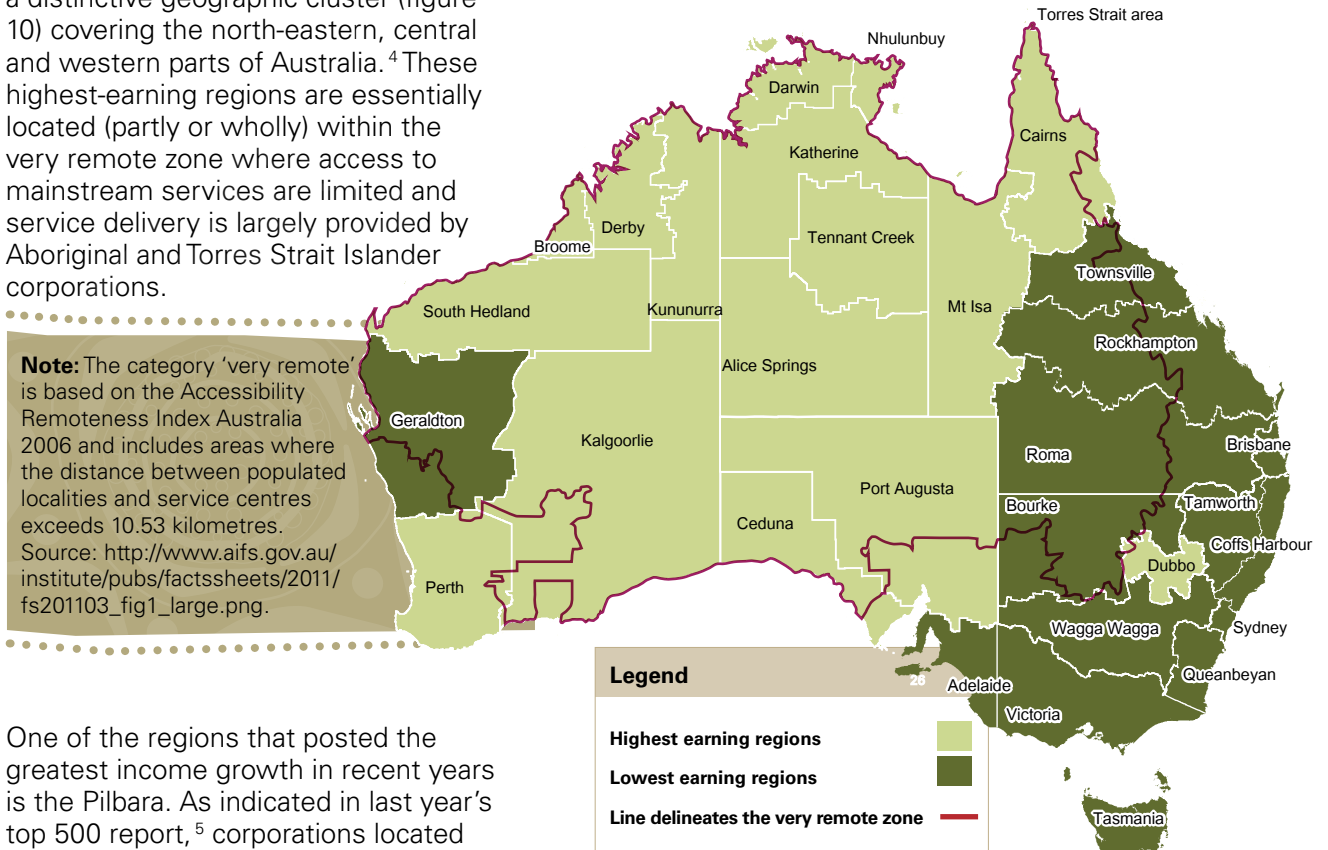 a distinctive geographic cluster (figure
10) covering the north-eastern, central
and western parts of Australia. 4 These
highest-earning regions are essentially
located (partly or wholly) within the
very remote zone where access to
mainstream services are limited and
service delivery is largely provided by
Aboriginal and Torres Strait Islander
corporations.
Note: The category 'very remote'
is based on the Accessibility
Remoteness Index Australia
2006 and includes areas where
the distance between populated
localities and service centres
exceeds 10.53 kilometres.
Source: http://www.aifs.gov.au/
institute/pubs/factssheets/2011/
fs201103_fig1_large.png.
One of the regions that posted the
greatest income growth in recent years
is the Pilbara. As indicated in last year's
top 500 report, 5 corporations located
Torres Strait area
Nhulunbuy
Darwin
Cairns
Katherine
Derby
Tennant Creek
Broome
Townsville
South Hedland
Kununurra
Mt Isa
Rockhampton
Alice Springs
Geraldton
Kalgoorlie
Brisbane
Roma
Port Augusta
Bourke
Tamworth
Ceduna
Coffs Harbour
Dubbo
Perth
Wagga Wagga
Sydney
Queanbeyan
26
Adelaide
Victoria
Tasmania
Legend
Highest earning regions
Lowest earning regions
Line delineates the very remote zone